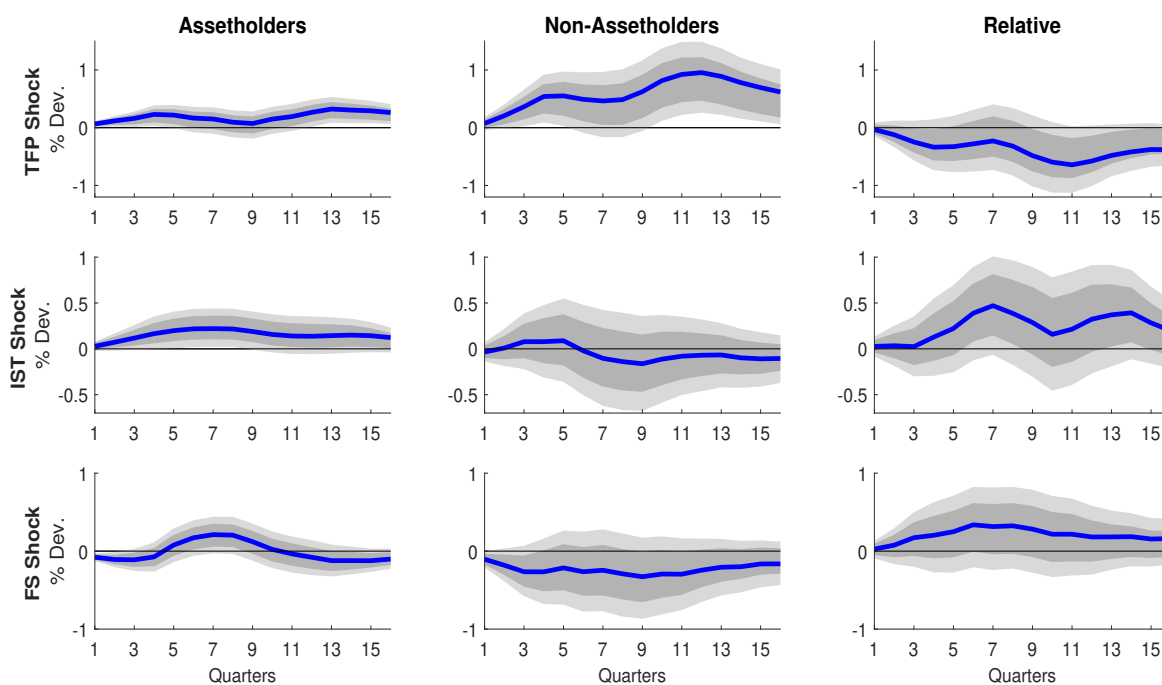 Assetholders
Non-Assetholders
Relative
TFP Shock
% Dev.
1
0
-1
1 3 5 7 9 11 13 15
1
0
-1
1 3 5 7 9 11 13 15
1
0
-1
1 3 5 7 9 11 13 15
IST Shock
% Dev.
1
0.5
0
-0.5
1 3 5 7 9 11 13 15
1
0.5
0
-0.5
1 3 5 7 9 11 13 15
1
0.5
0
-0.5
1 3 5 7 9 11 13 15
FS Shock
% Dev.
1
0
-1
1 3 5 7 9 11 13 15
Quarters
1
0
-1
1 3 5 7 9 11 13 15
Quarters
1
0
-1
1 3 5 7 9 11 13 15
Quarters